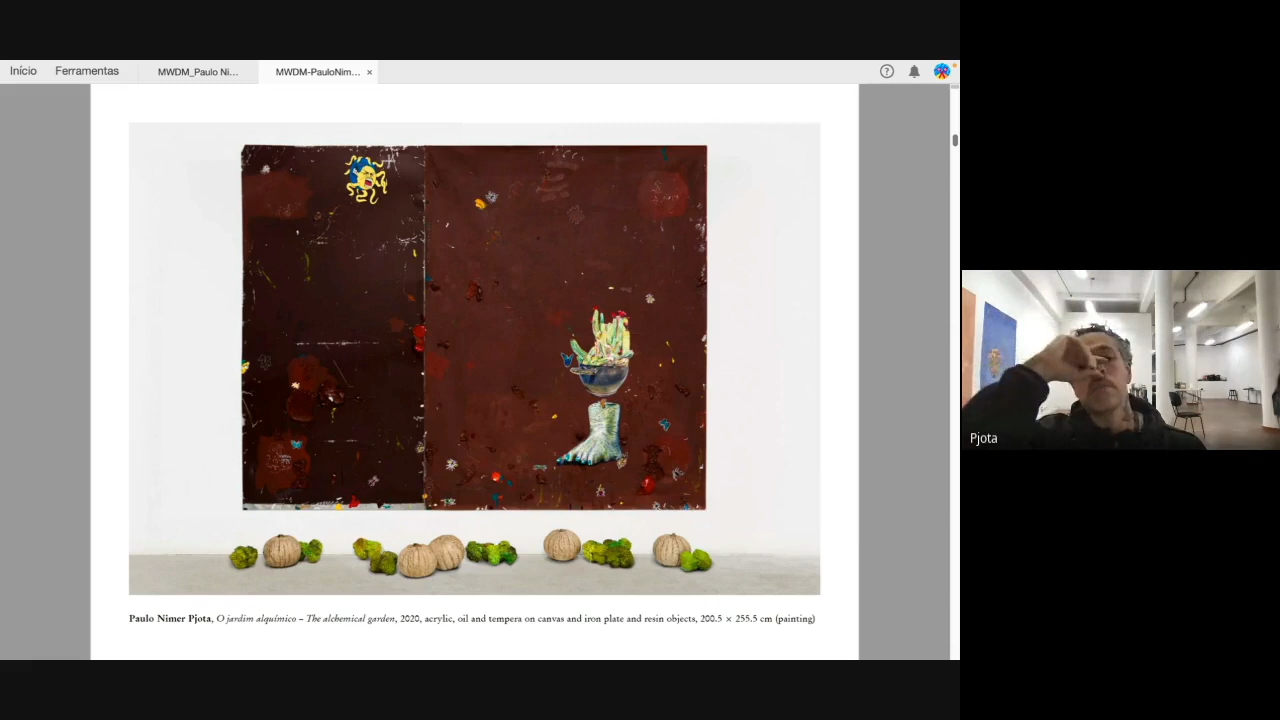 Início Ferramentas MWDM_Paulo Ni... MWDM-PauloNim... ×
?
Pjota
Paulo Nimer Pjota, O jardim alquímico – The alchemical garden, 2020, acrylic, oil and tempera on canvas and iron plate and resin objects, 200.5 × 255.5 cm (painting)